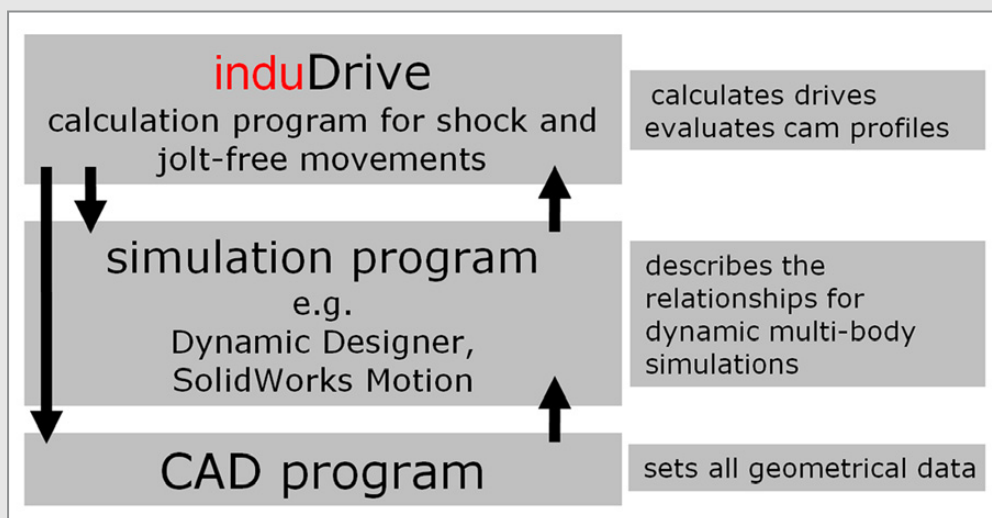 induDrive
calculation program for shock and
jolt-free movements
calculates drives
evaluates cam profiles
simulation program
e.g.
Dynamic Designer,
SolidWorks Motion
describes the
relationships for
dynamic multi-body
simulations
CAD program
sets all geometrical data